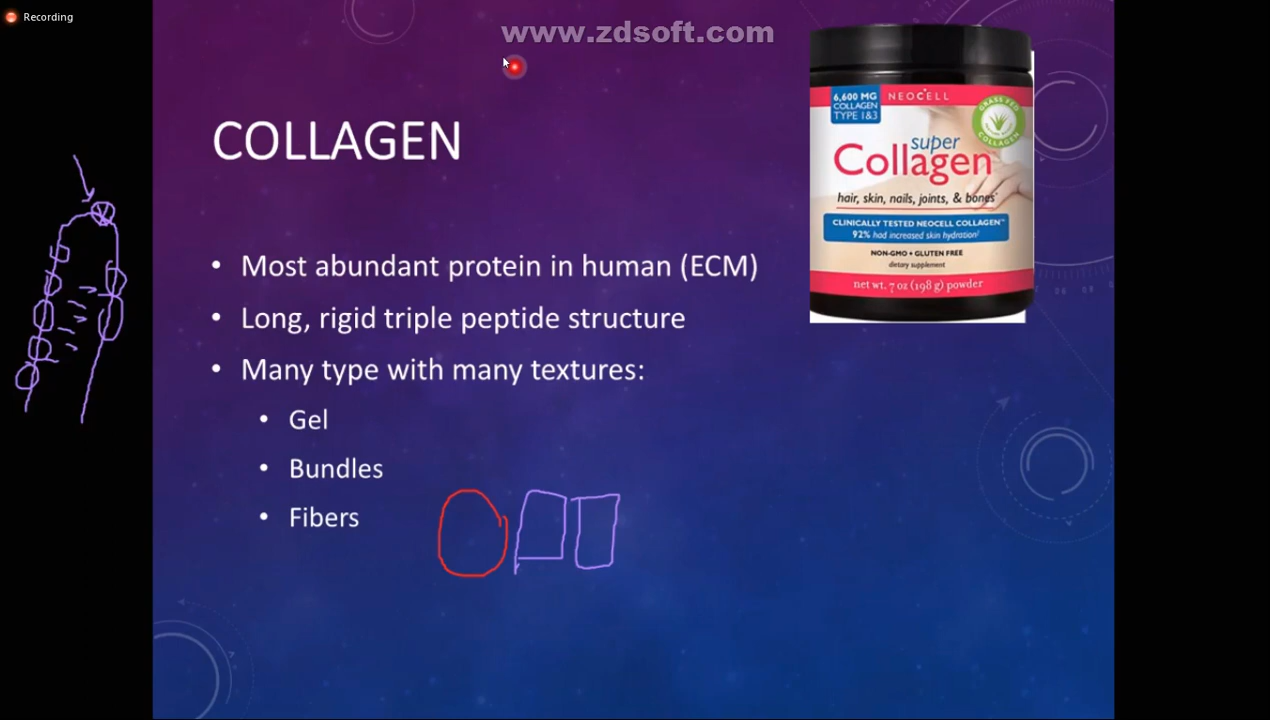 Recording
www.zdsoft.com
COLLAGEN
• Most abundant protein in human (ECM)
• Long, rigid triple peptide structure
• Many type with many textures:
• Gel
• Bundles
• Fibers
6,600 MG
COLLAGEN
TYPE 1&3
NEOCELL
GRASS FED
COLLAGEN
super
Collagen
hair, skin, nails, joints, & bones
CLINICALLY TESTED NEOCELL COLLAGEN™
92% had increased skin hydration
NON-GMO • GLUTEN FREE
dietary supplement
net wt. 7 oz (198 g) powder